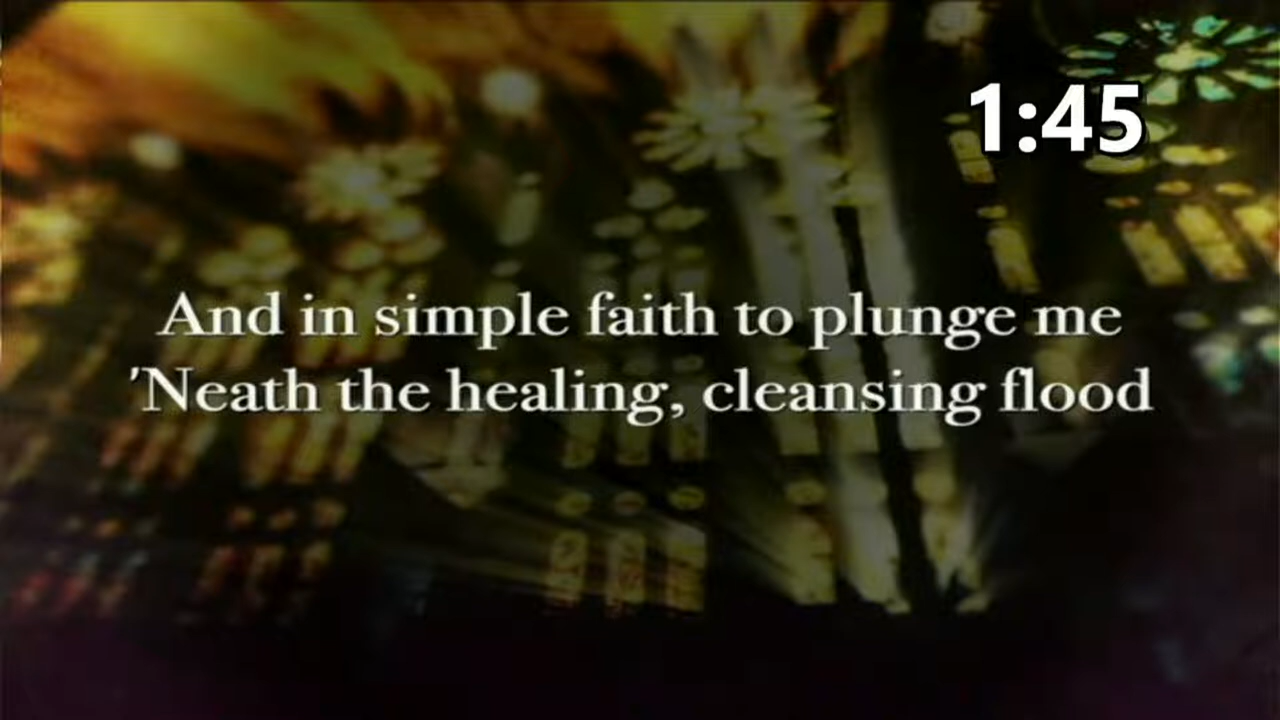 1:45
And in simple faith to plunge me
'Neath the healing, cleansing flood